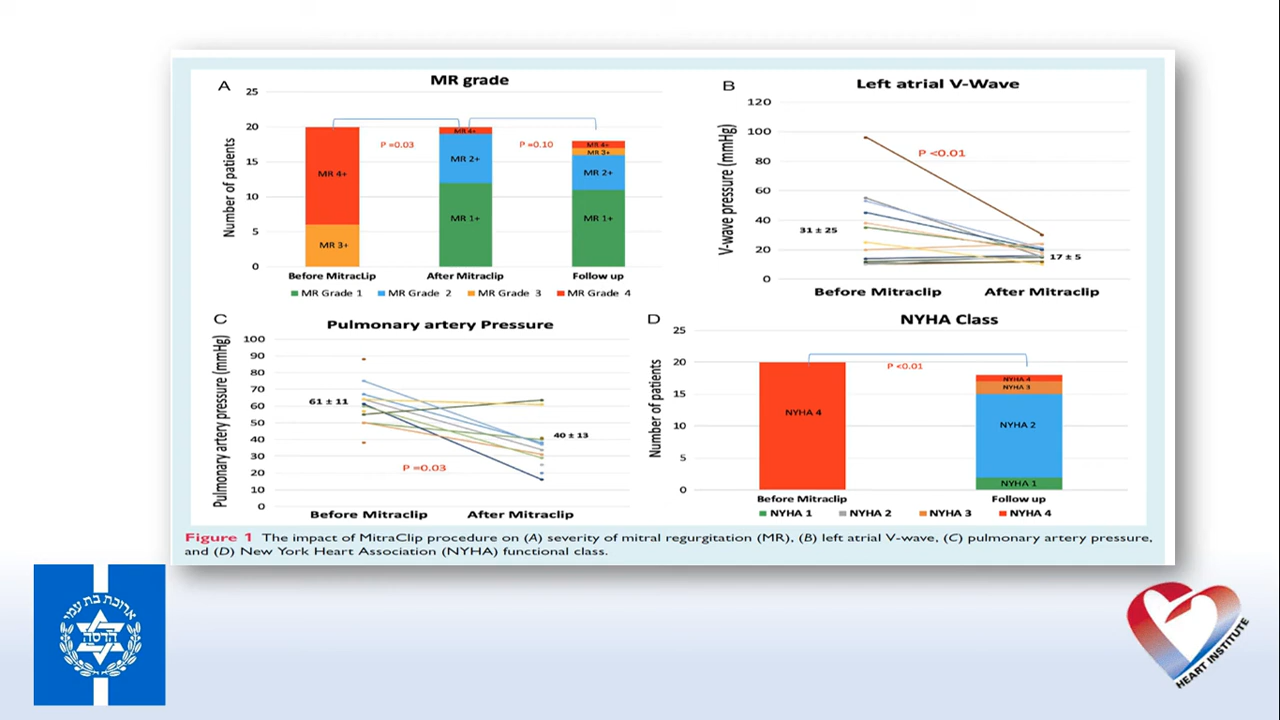 A
MR grade
25
20
15
10
5
0
Number of patients
P =0.03
P =0.10
MR 4+
MR 3+
MR 4+
MR 2+
MR 1+
MR 4+
MR 3+
MR 2+
MR 1+
Before MitracLip
After Mitraclip
Follow up
MR Grade 1
MR Grade 2
MR Grade 3
MR Grade 4
B
Left atrial V-Wave
120
100
80
60
40
20
0
V-wave pressure (mmHg)
P <0.01
31 ± 25
17 ± 5
Before Mitraclip
After Mitraclip
C
Pulmonary artery Pressure
100
90
80
70
60
50
40
30
20
10
0
Pulmonary artery pressure (mmHg)
61 ± 11
40 ± 13
P =0.03
Before Mitraclip
After Mitraclip
D
NYHA Class
25
20
15
10
5
0
Number of patients
P <0.01
NYHA 4
NYHA 4
NYHA 3
NYHA 2
NYHA 1
Before Mitraclip
Follow up
NYHA 1
NYHA 2
NYHA 3
NYHA 4
Figure 1 The impact of MitraClip procedure on (A) severity of mitral regurgitation (MR), (B) left atrial V-wave, (C) pulmonary artery pressure,
and (D) New York Heart Association (NYHA) functional class.
ארוכת בת עמי
הדסה
HEART INSTITUTE